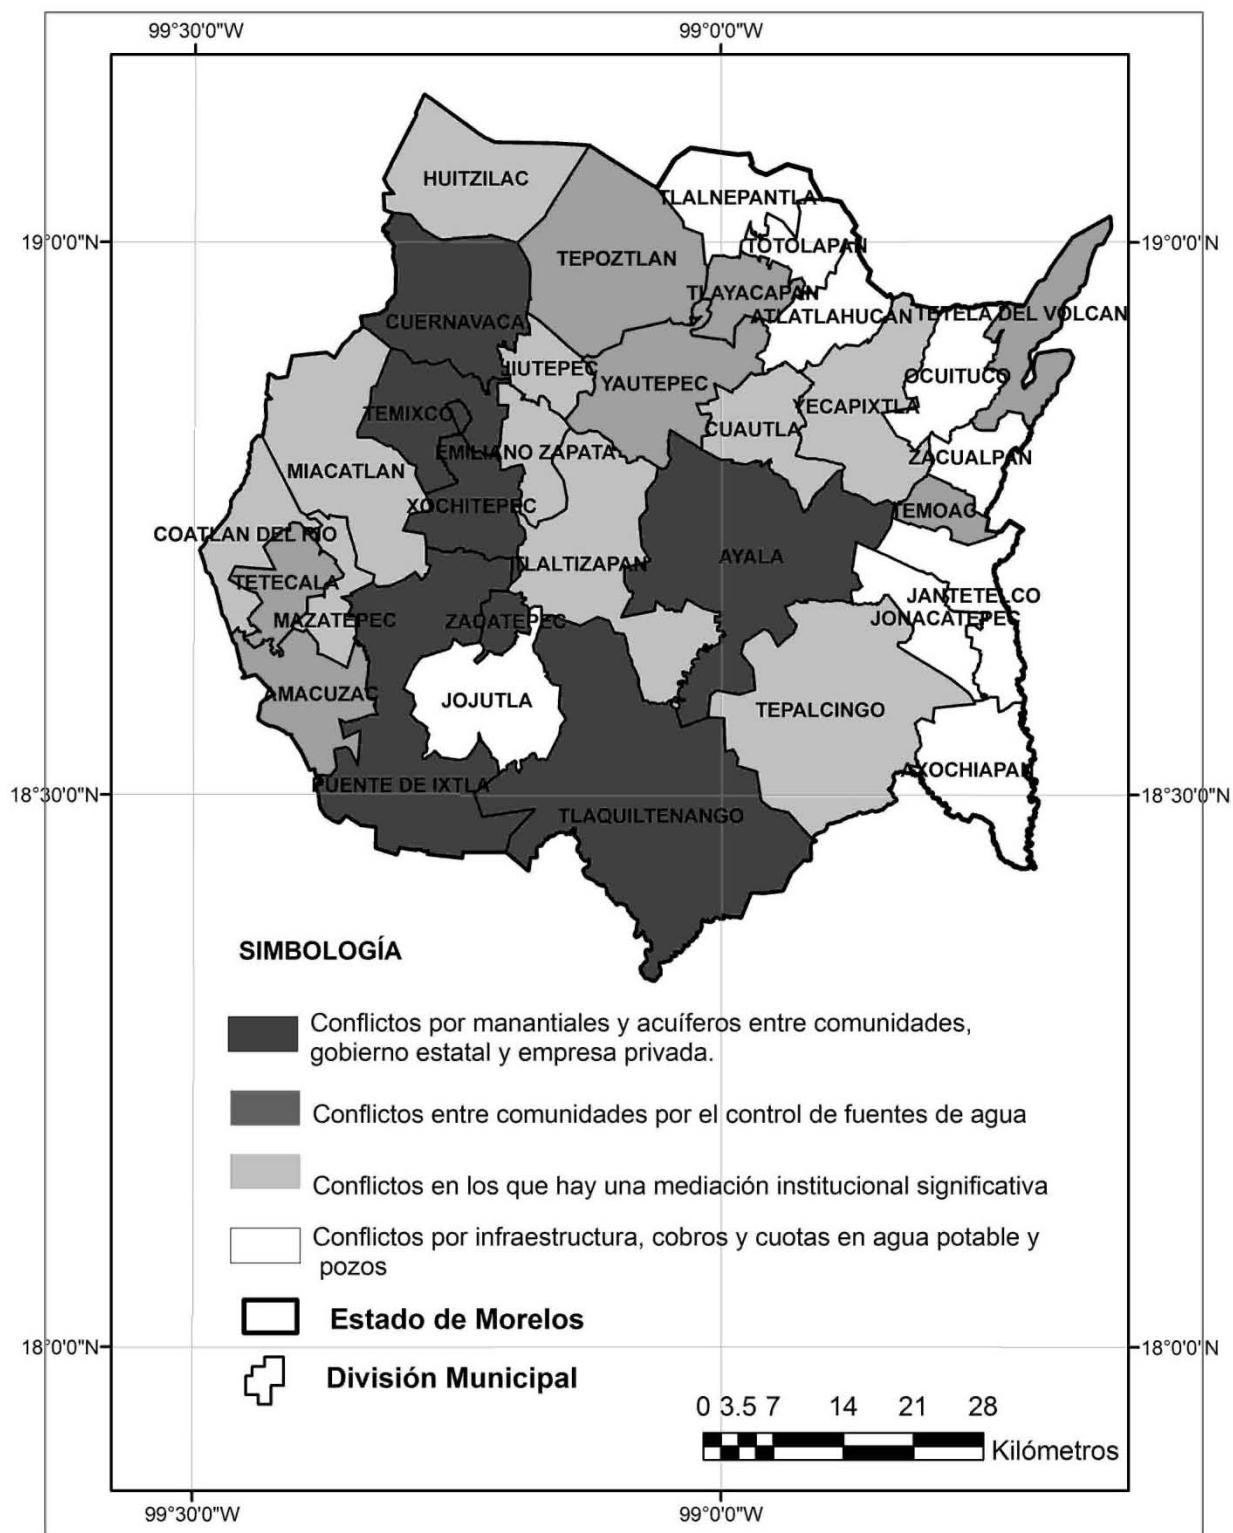 99°30'0"W 99°0'0"W
HUITZILAC
TLALNEPANTLA
19°0'0"N TEPOZTLAN TOTOLAPAN 19°0'0"N
TLAYACAPAN
CUERNAVACA ATLATLAHUCAN TETELA DEL VOLCAN
JIUTEPEC YAUTEPEC OCUITUCO
TEMIXCO CUAUTLA YECAPIXTLA
EMILIANO ZAPATA ZACUALPAN
MIACATLAN
XOCHITEPEC TEMOAC
COATLAN DEL RIO TLALTIZAPAN AYALA
TETECALA JANTETELCO
MAZATEPEC ZACATEPEC JONACATEPEC
AMACUZAC JOJUTLA TEPALCINGO
AXOCHIAPAN
PUENTE DE IXTLA
18°30'0"N TLAQUILTENANGO 18°30'0"N
SIMBOLOGÍA
Conflictos por manantiales y acuíferos entre comunidades,
gobierno estatal y empresa privada.
Conflictos entre comunidades por el control de fuentes de agua
Conflictos en los que hay una mediación institucional significativa
Conflictos por infraestructura, cobros y cuotas en agua potable y
pozos
Estado de Morelos
18°0'0"N 18°0'0"N
División Municipal
0 3.5 7 14 21 28
Kilómetros
99°30'0"W 99°0'0"W